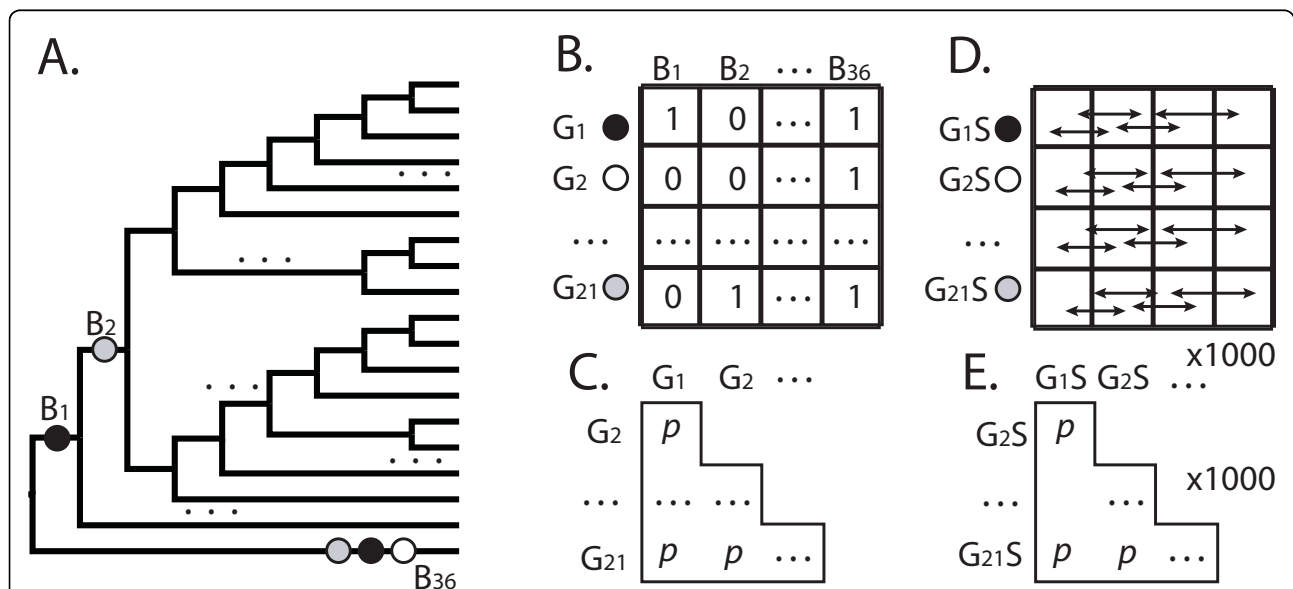 A.
. . .
. . .
B2
. . .
B1
. . .
. . .
B36
B.
B1 B2 ... B36
G1 1 0 ... 1
G2 0 0 ... 1
... ... ... ... ...
G21 0 1 ... 1
C.
G1 G2 ...
G2 p
... ... ...
G21 p p ...
D.
G1S
G2S
...
G21S
x1000
E.
G1S G2S ...
G2S p
... ... x1000
G21S p p ...